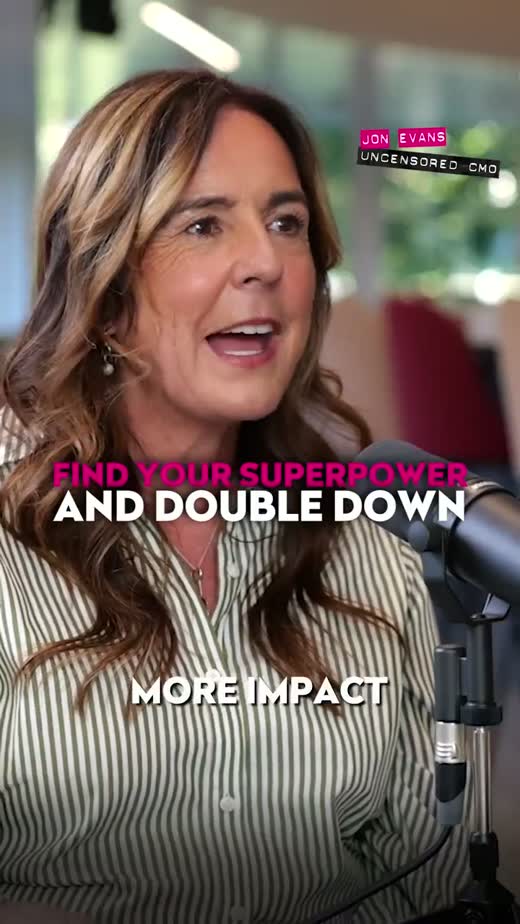 JON EVANS
UNCENSORED CMO
FIND YOUR SUPERPOWER
AND DOUBLE DOWN
MORE IMPACT